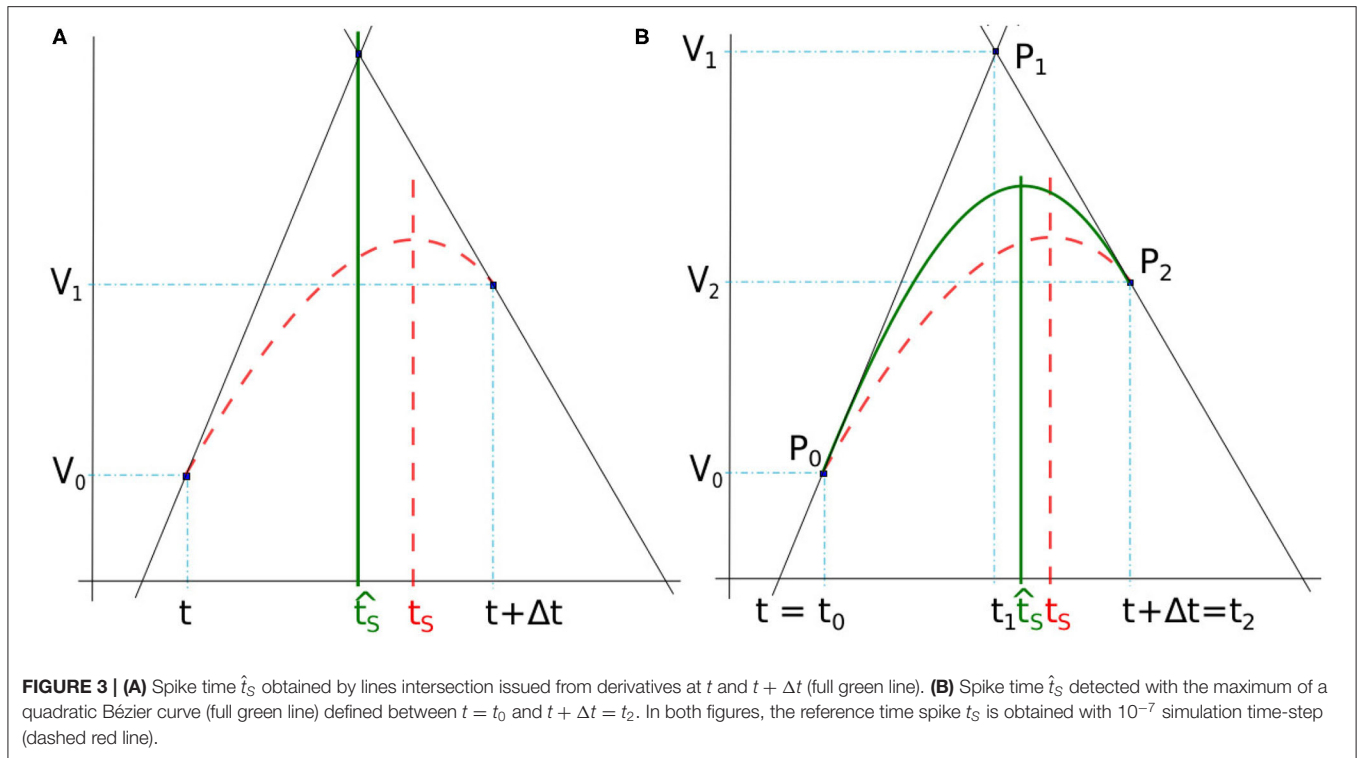 A
V₁
V₀
t
t̂ₛ
tₛ
t+Δt
B
V₁
P₁
V₂
P₂
P₀
V₀
t = t₀
t₁
t̂ₛ
tₛ
t+Δt=t₂
FIGURE 3 | (A) Spike time t̂_S obtained by lines intersection issued from derivatives at t and t + Δt (full green line). (B) Spike time t̂_S detected with the maximum of a
quadratic Bézier curve (full green line) defined between t = t₀ and t + Δt = t₂. In both figures, the reference time spike t_S is obtained with 10⁻⁷ simulation time-step
(dashed red line).